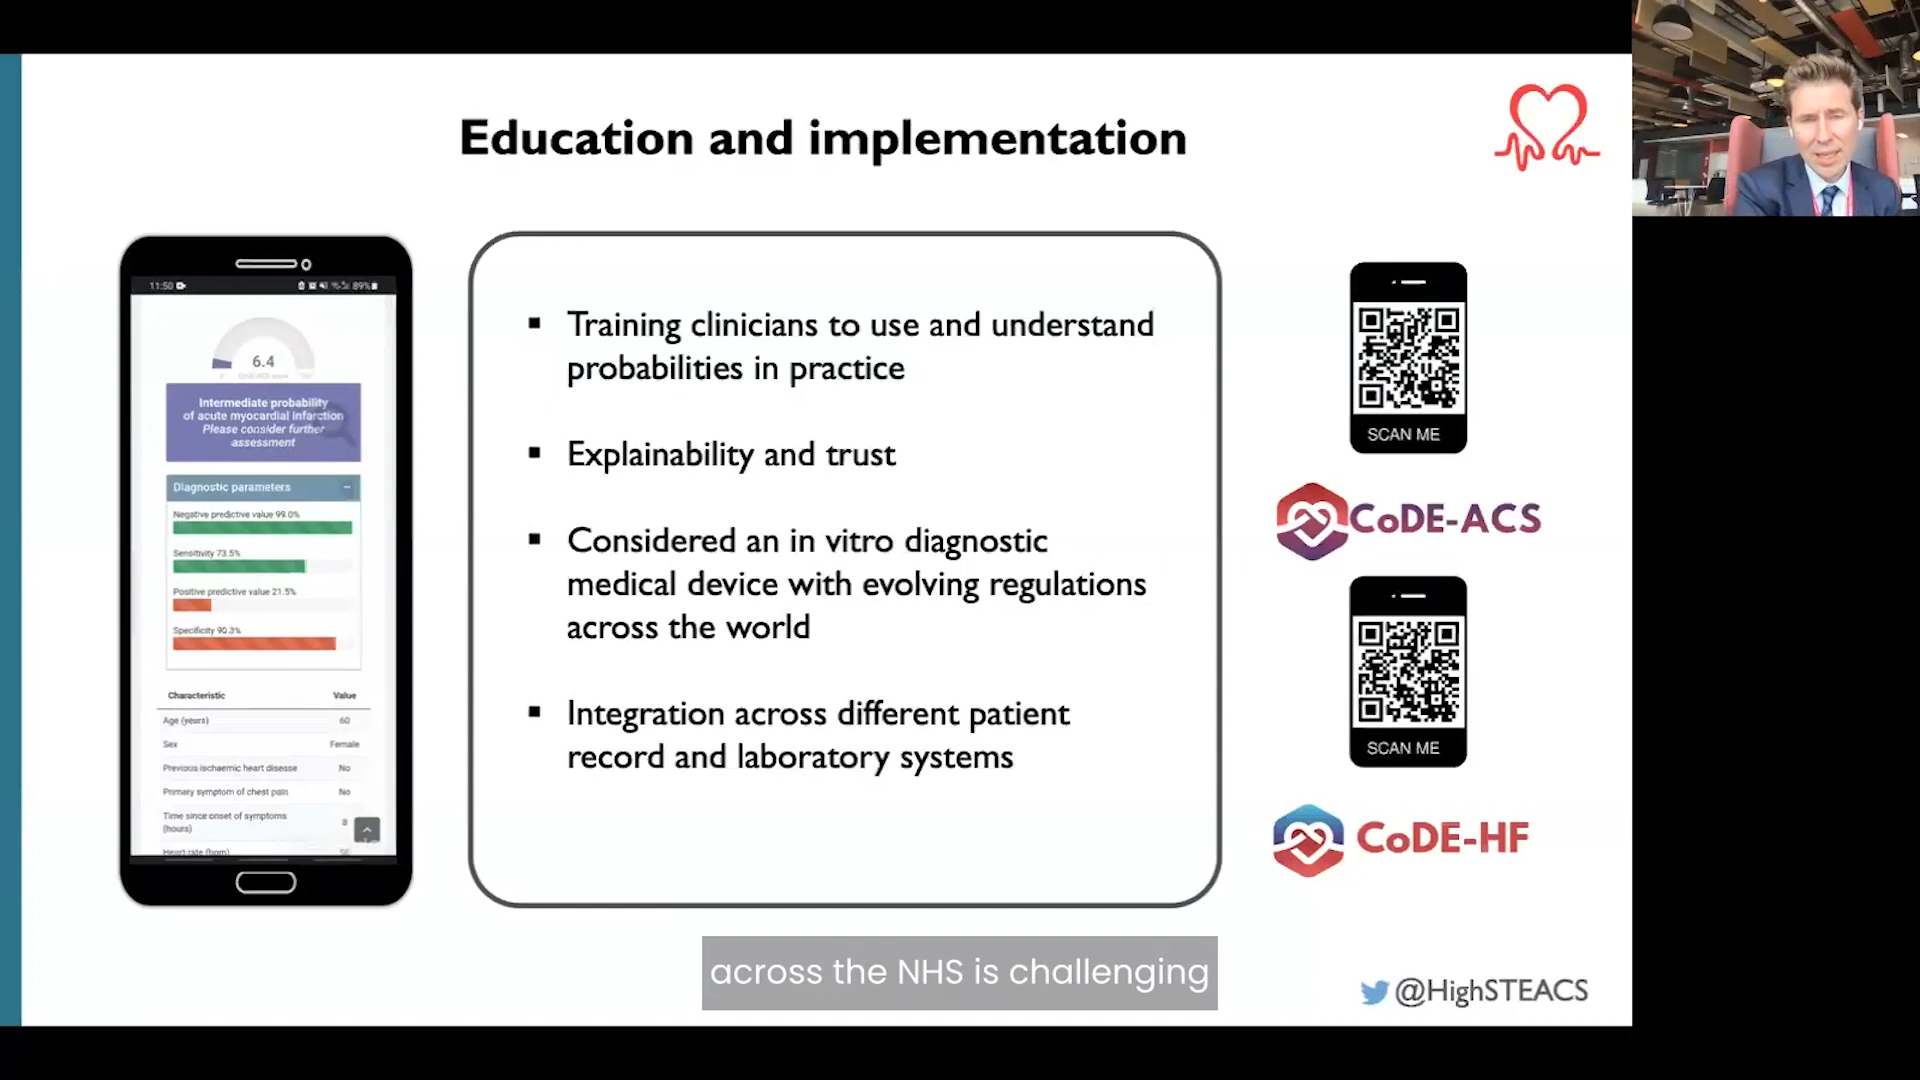 Education and implementation
11:50
89%
6.4
Intermediate probability
of acute myocardial infarction
Please consider further
assessment
Diagnostic parameters
Negative predictive value 99.0%
Sensitivity 73.5%
Positive predictive value 21.5%
Specificity 90.3%
Characteristic Value
Age (years) 60
Sex Female
Previous ischaemic heart disease No
Primary symptom of chest pain No
Time since onset of symptoms
(hours) 8
▪ Training clinicians to use and understand
probabilities in practice
▪ Explainability and trust
▪ Considered an in vitro diagnostic
medical device with evolving regulations
across the world
▪ Integration across different patient
record and laboratory systems
SCAN ME
CoDE-ACS
SCAN ME
CoDE-HF
across the NHS is challenging
@HighSTEACS